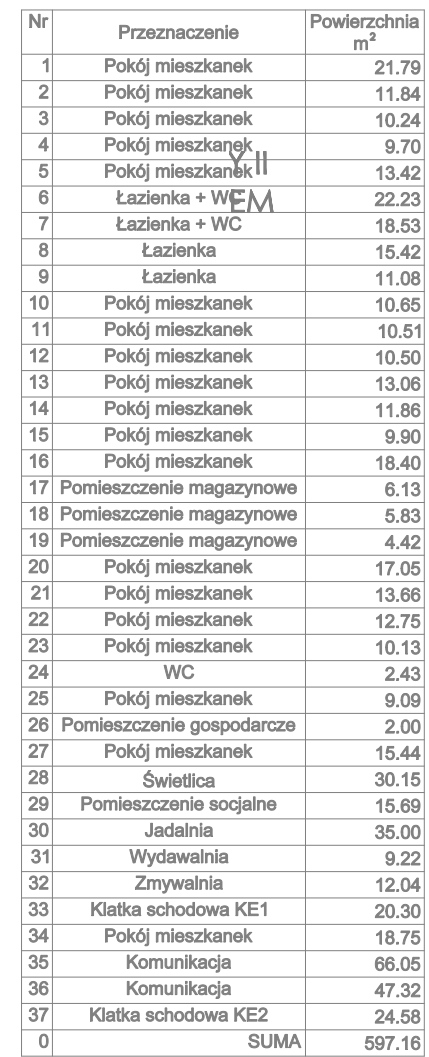 Nr Przeznaczenie Powierzchnia m²
1 Pokój mieszkanek 21.79
2 Pokój mieszkanek 11.84
3 Pokój mieszkanek 10.24
4 Pokój mieszkanek 9.70
Y II
5 Pokój mieszkanek 13.42
6 Łazienka + WC 22.23
EM
7 Łazienka + WC 18.53
8 Łazienka 15.42
9 Łazienka 11.08
10 Pokój mieszkanek 10.65
11 Pokój mieszkanek 10.51
12 Pokój mieszkanek 10.50
13 Pokój mieszkanek 13.06
14 Pokój mieszkanek 11.86
15 Pokój mieszkanek 9.90
16 Pokój mieszkanek 18.40
17 Pomieszczenie magazynowe 6.13
18 Pomieszczenie magazynowe 5.83
19 Pomieszczenie magazynowe 4.42
20 Pokój mieszkanek 17.05
21 Pokój mieszkanek 13.66
22 Pokój mieszkanek 12.75
23 Pokój mieszkanek 10.13
24 WC 2.43
25 Pokój mieszkanek 9.09
26 Pomieszczenie gospodarcze 2.00
27 Pokój mieszkanek 15.44
28 Świetlica 30.15
29 Pomieszczenie socjalne 15.69
30 Jadalnia 35.00
31 Wydawalnia 9.22
32 Zmywalnia 12.04
33 Klatka schodowa KE1 20.30
34 Pokój mieszkanek 18.75
35 Komunikacja 66.05
36 Komunikacja 47.32
37 Klatka schodowa KE2 24.58
0 SUMA 597.16